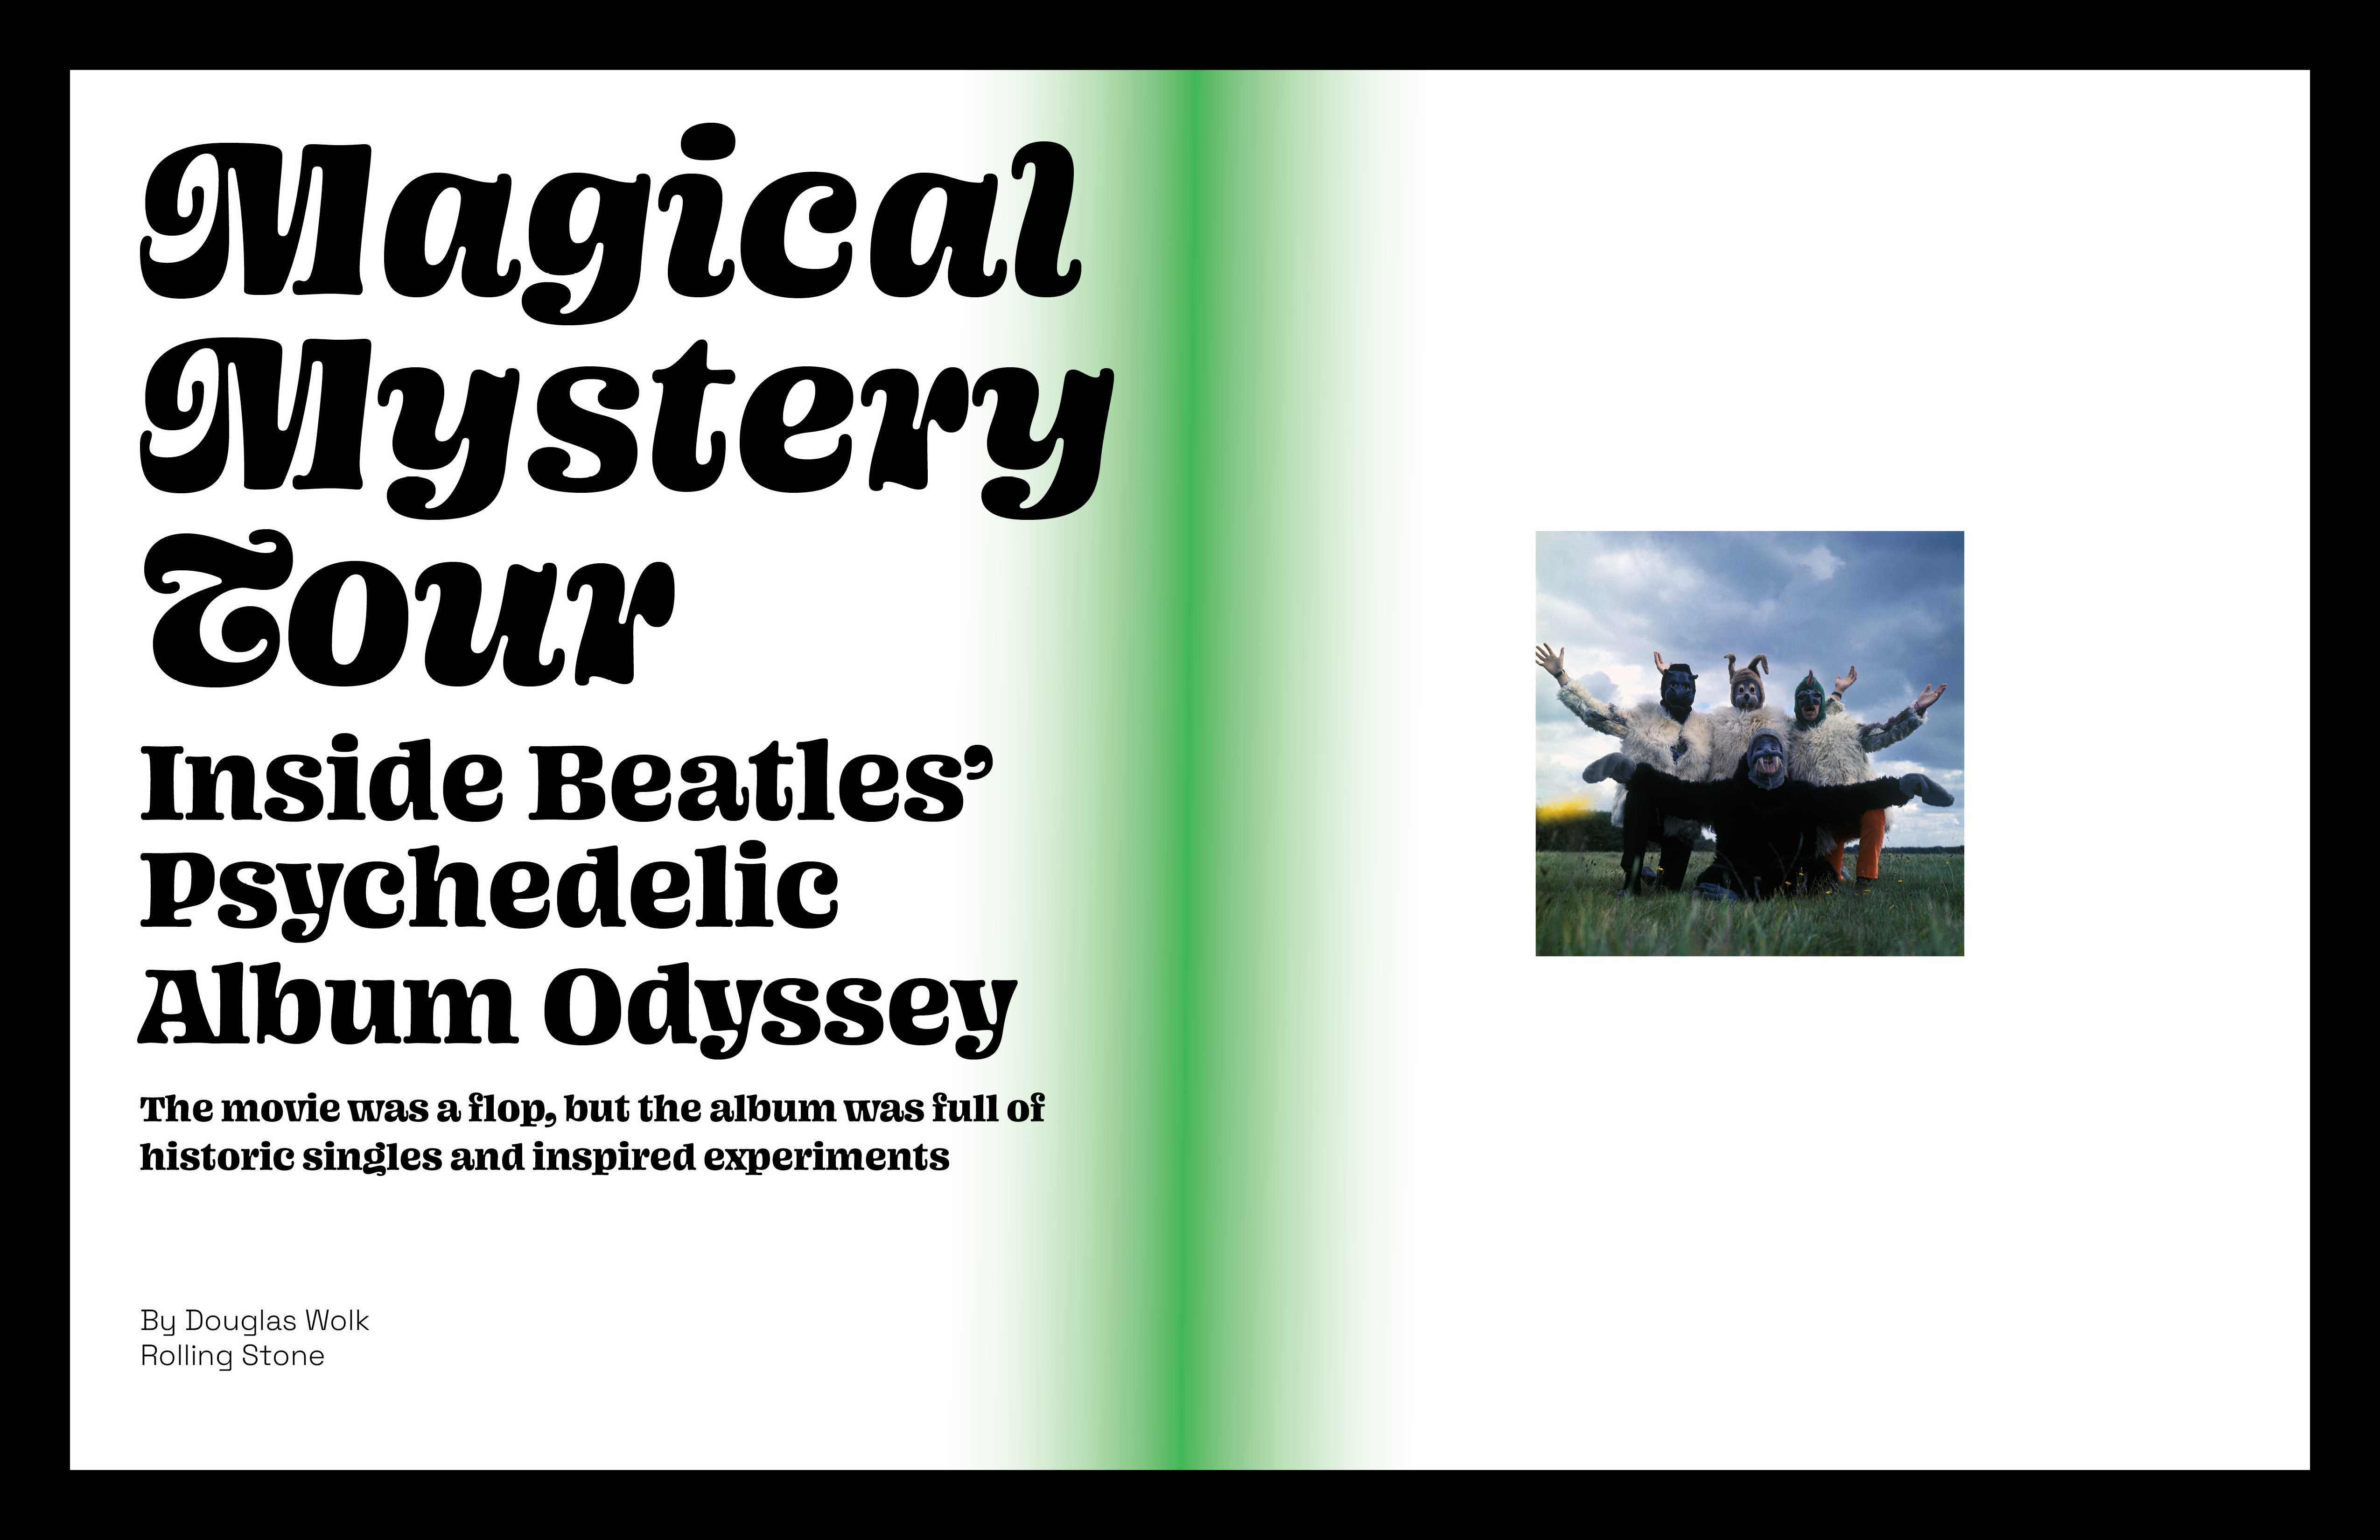 Magical
Mystery
Tour
Inside Beatles’
Psychedelic
Album Odyssey
The movie was a flop, but the album was full of
historic singles and inspired experiments
By Douglas Wolk
Rolling Stone